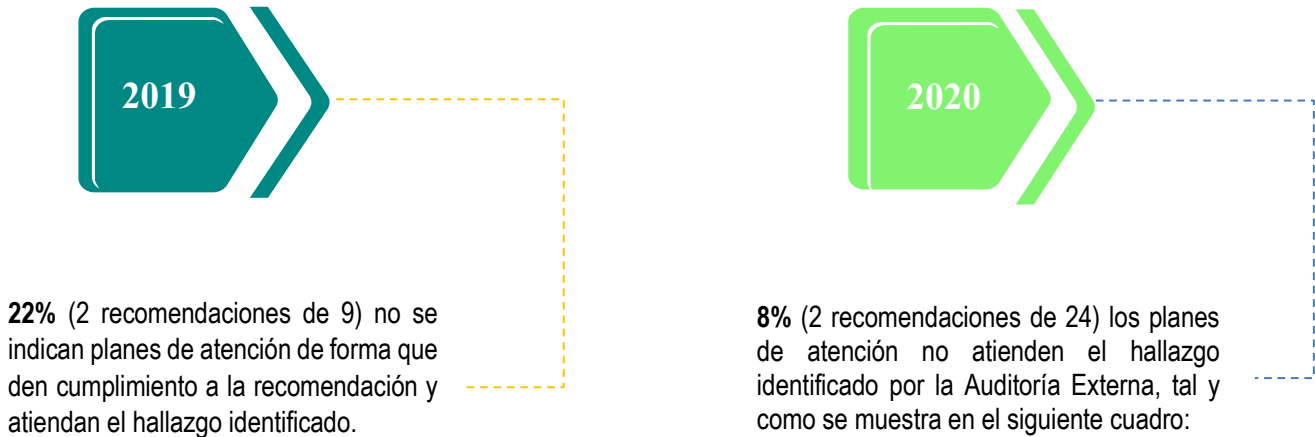 2019
22% (2 recomendaciones de 9) no se
indican planes de atención de forma que
den cumplimiento a la recomendación y
atiendan el hallazgo identificado.
2020
8% (2 recomendaciones de 24) los planes
de atención no atienden el hallazgo
identificado por la Auditoría Externa, tal y
como se muestra en el siguiente cuadro: